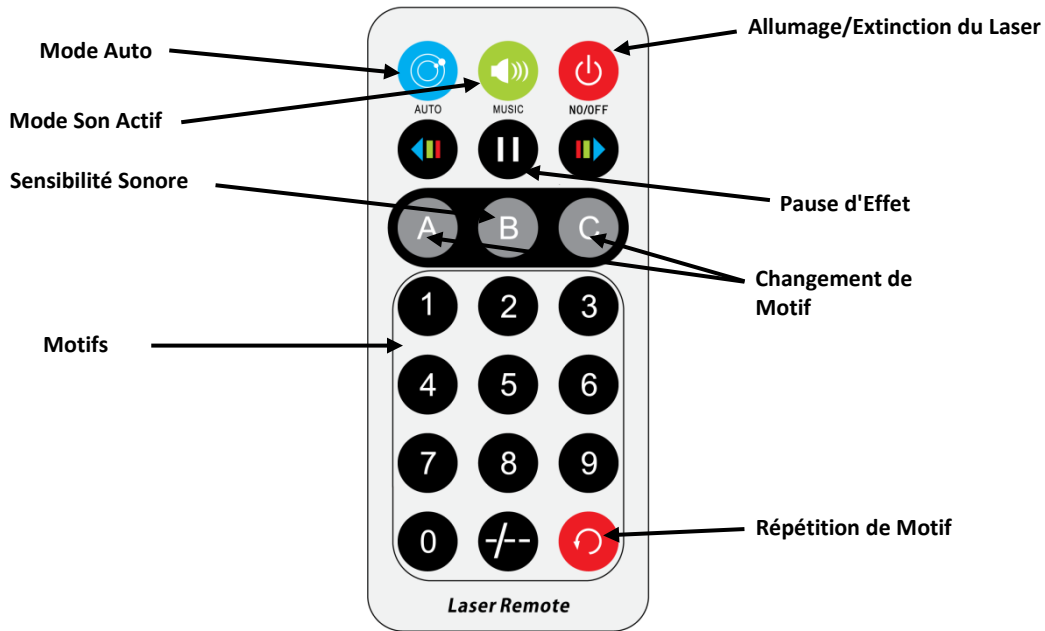 Allumage/Extinction du Laser
Mode Auto
AUTO MUSIC NO/OFF
Mode Son Actif
Sensibilité Sonore
Pause d'Effet
A B C
Changement de
Motif
1 2 3
Motifs
4 5 6
7 8 9
Répétition de Motif
0 -/--
Laser Remote